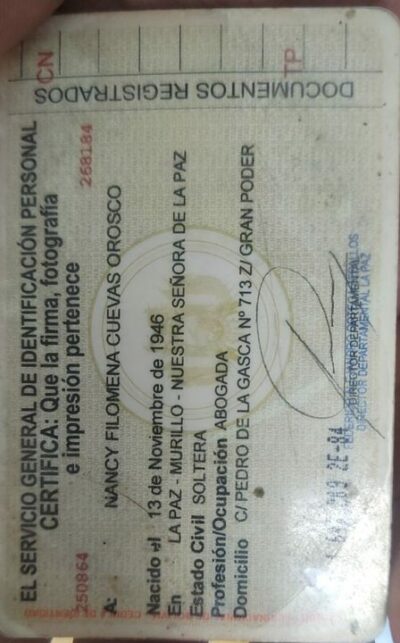 EL SERVICIO GENERAL DE IDENTIFICACIÓN PERSONAL
CERTIFICA: Que la firma, fotografía
e impresión pertenece
250864
268184
A: NANCY FILOMENA CUEVAS OROSCO
Nacido el 13 de Noviembre de 1946
En LA PAZ - MURILLO - NUESTRA SEÑORA DE LA PAZ
Estado Civil SOLTERA
Profesión/Ocupación ABOGADA
Domicilio C/ PEDRO DE LA GASCA Nº 713 Z/ GRAN PODER
DIRECTOR DEPARTAMENTAL LA PAZ
DOCUMENTOS REGISTRADOS
CN
TP